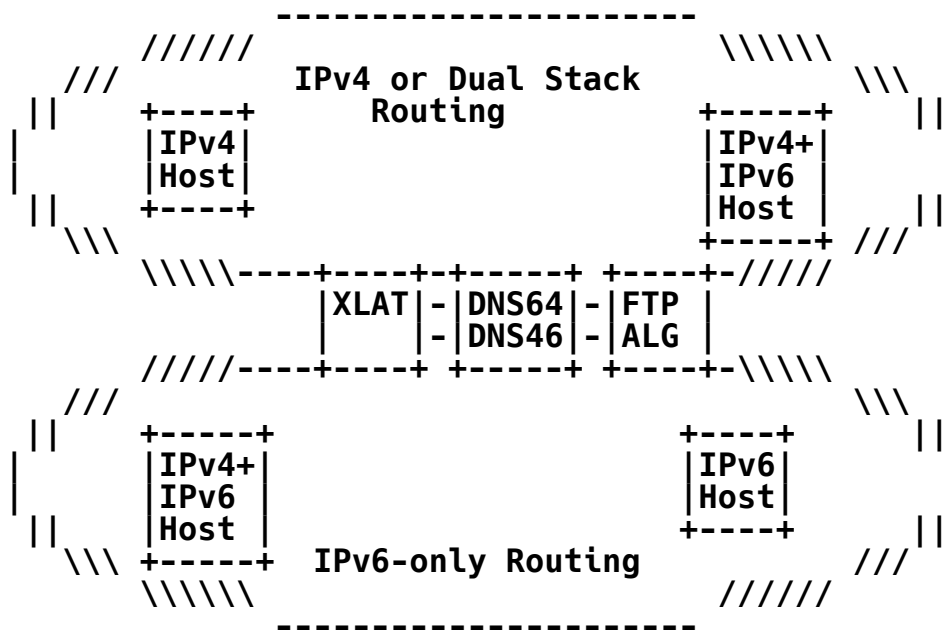 IPv4 or Dual Stack
Routing
IPv4
Host
IPv4+
IPv6
Host
XLAT
DNS64
FTP
DNS46
ALG
IPv4+
IPv6
Host
IPv6
Host
IPv6-only Routing